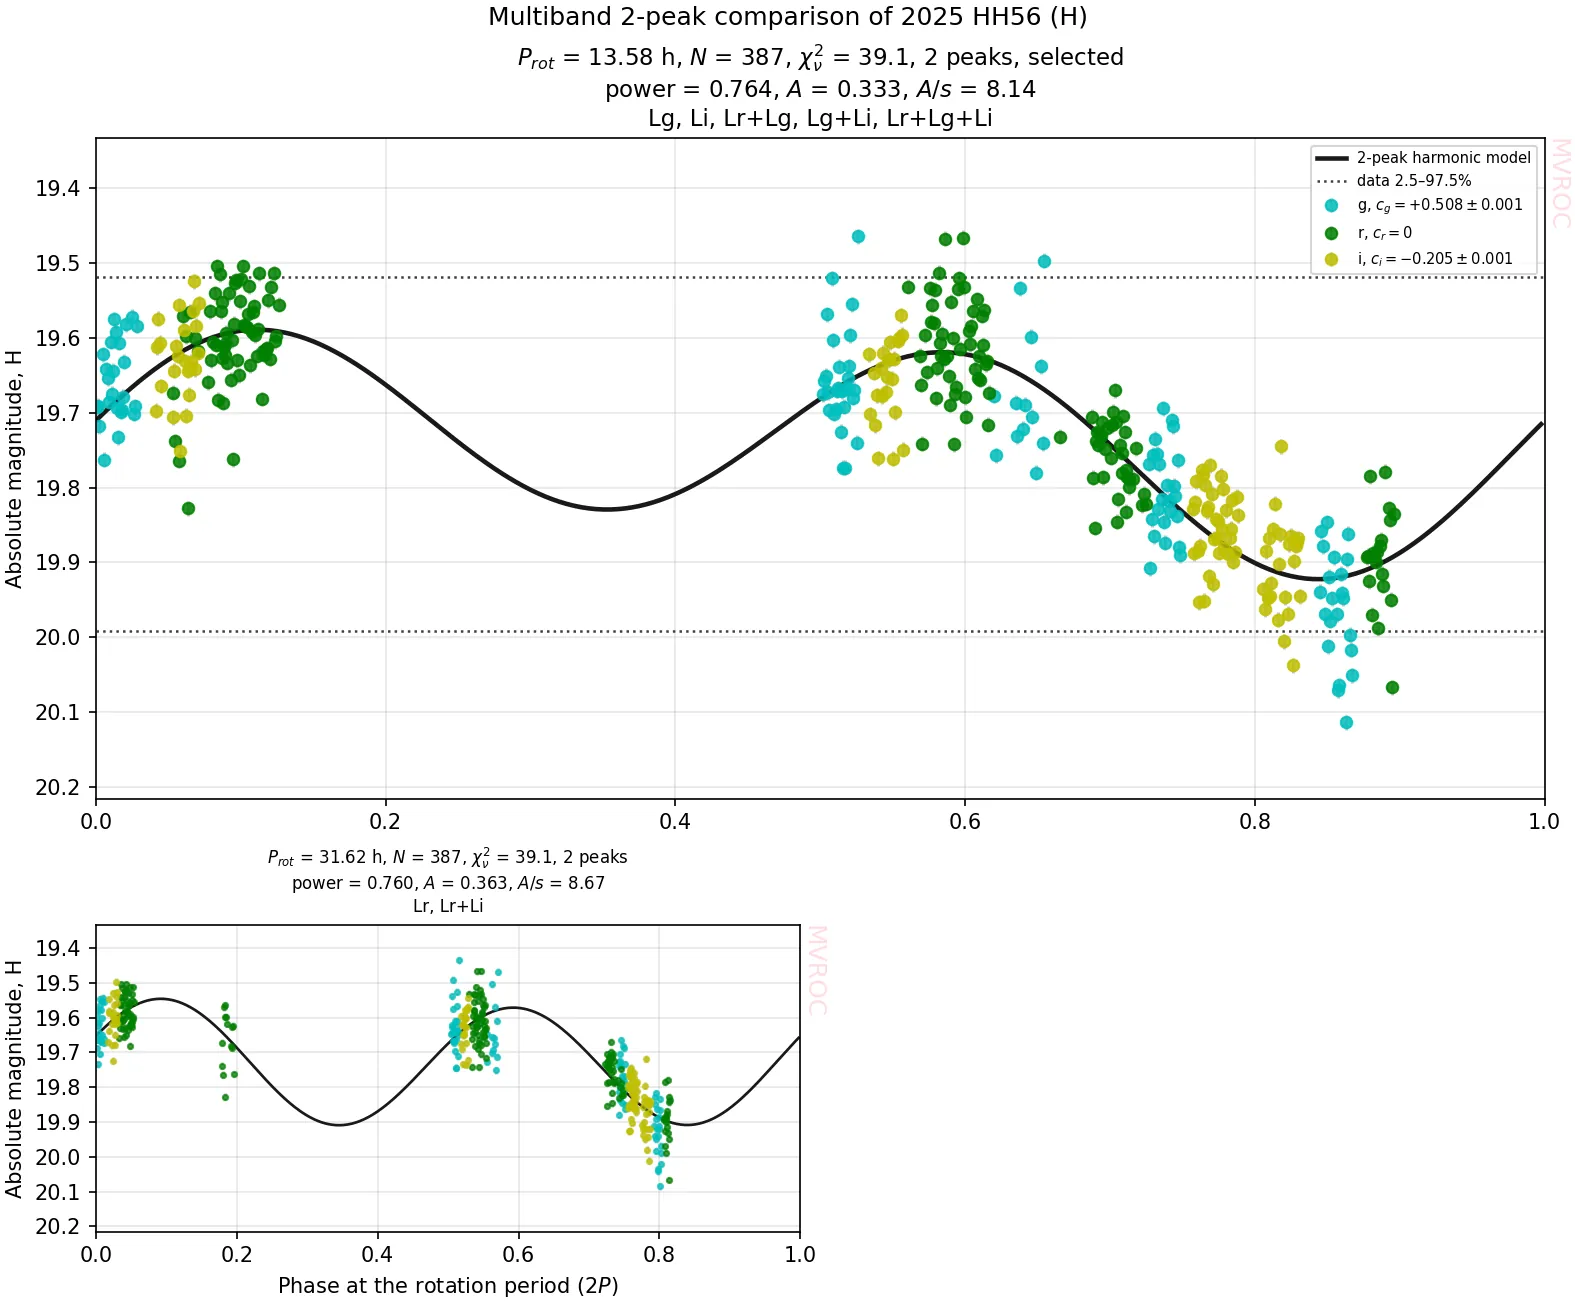 Multiband 2-peak comparison of 2025 HH56 (H)
P_rot = 13.58 h, N = 387, χ²_ν = 39.1, 2 peaks, selected
power = 0.764, A = 0.333, A/s = 8.14
Lg, Li, Lr+Lg, Lg+Li, Lr+Lg+Li
2-peak harmonic model
data 2.5–97.5%
g, c_g = +0.508 ± 0.001
r, c_r = 0
i, c_i = −0.205 ± 0.001
MVROC
Absolute magnitude, H
19.4
19.5
19.6
19.7
19.8
19.9
20.0
20.1
20.2
0.0 0.2 0.4 0.6 0.8 1.0
P_rot = 31.62 h, N = 387, χ²_ν = 39.1, 2 peaks
power = 0.760, A = 0.363, A/s = 8.67
Lr, Lr+Li
MVROC
Absolute magnitude, H
19.4
19.5
19.6
19.7
19.8
19.9
20.0
20.1
20.2
0.0 0.2 0.4 0.6 0.8 1.0
Phase at the rotation period (2P)